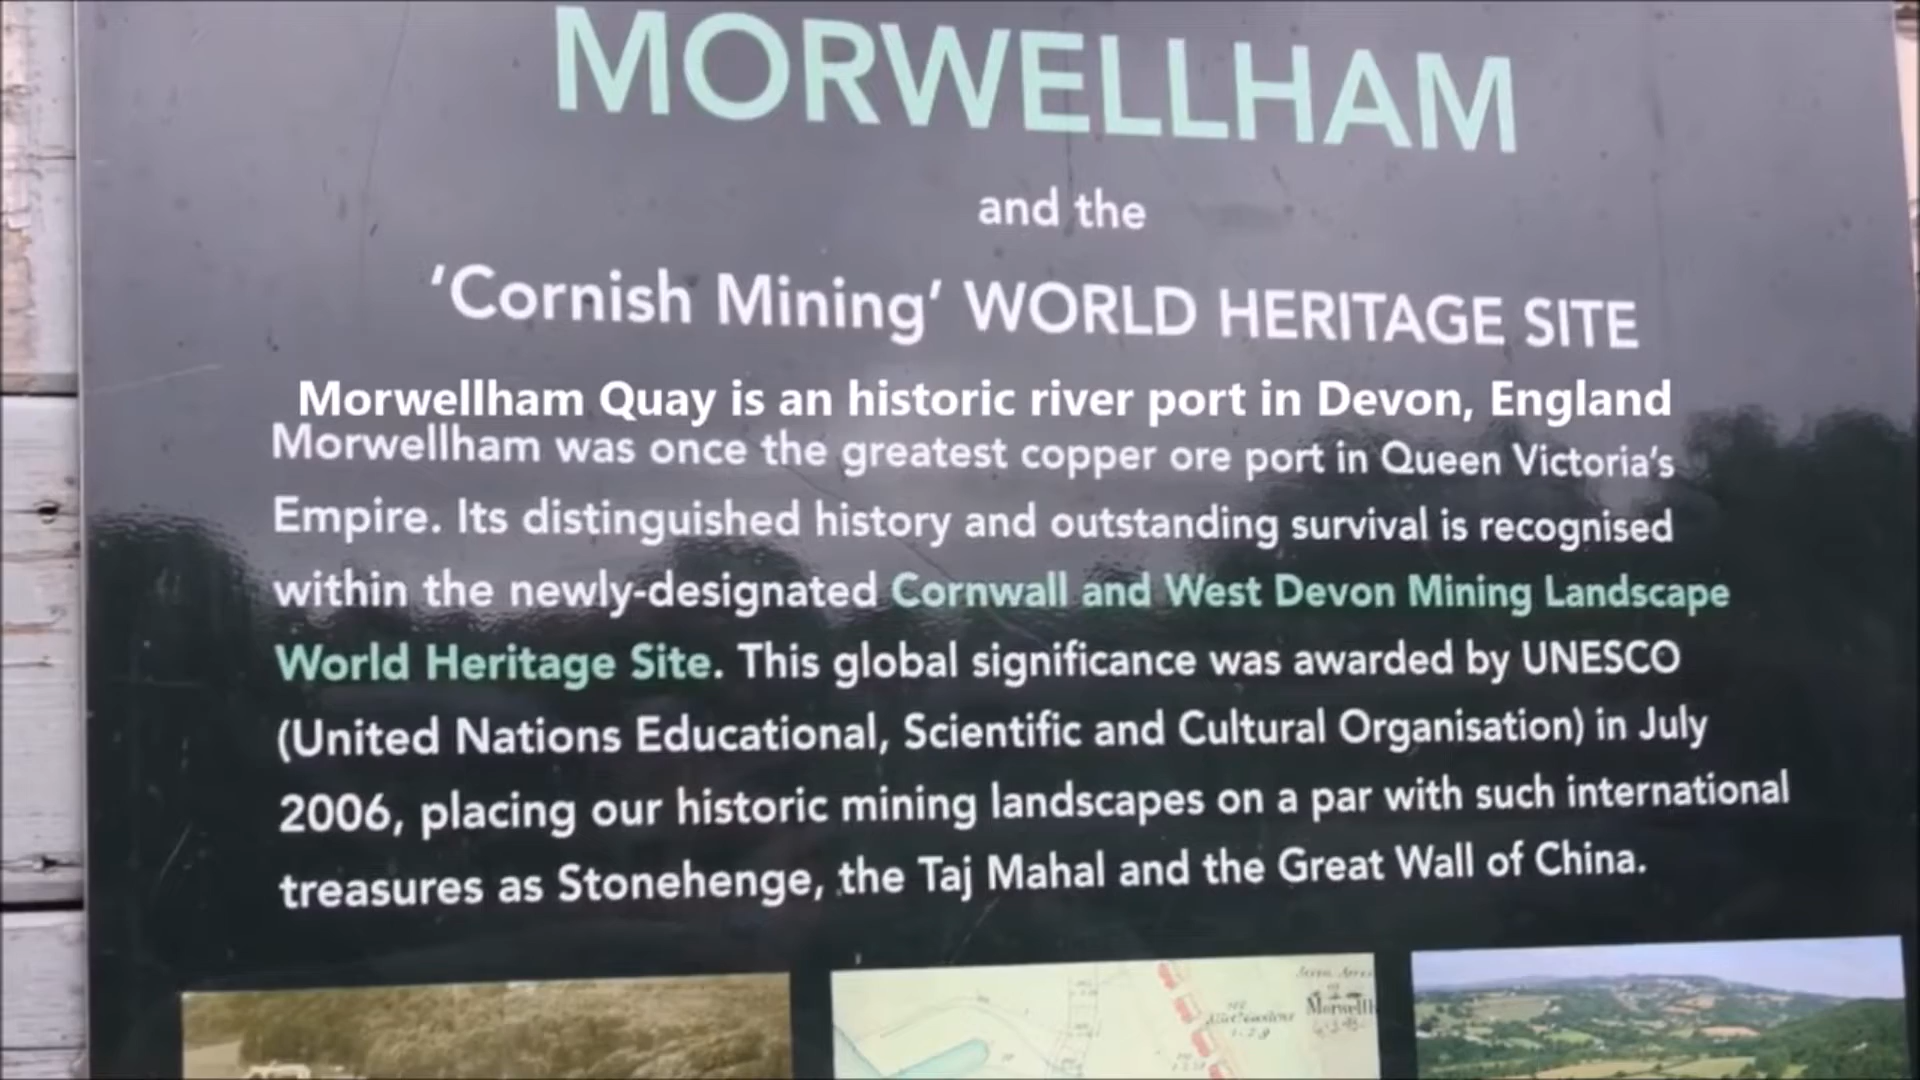 MORWELLHAM
and the
‘Cornish Mining’ WORLD HERITAGE SITE
Morwellham Quay is an historic river port in Devon, England
Morwellham was once the greatest copper ore port in Queen Victoria’s
Empire. Its distinguished history and outstanding survival is recognised
within the newly-designated Cornwall and West Devon Mining Landscape
World Heritage Site. This global significance was awarded by UNESCO
(United Nations Educational, Scientific and Cultural Organisation) in July
2006, placing our historic mining landscapes on a par with such international
treasures as Stonehenge, the Taj Mahal and the Great Wall of China.